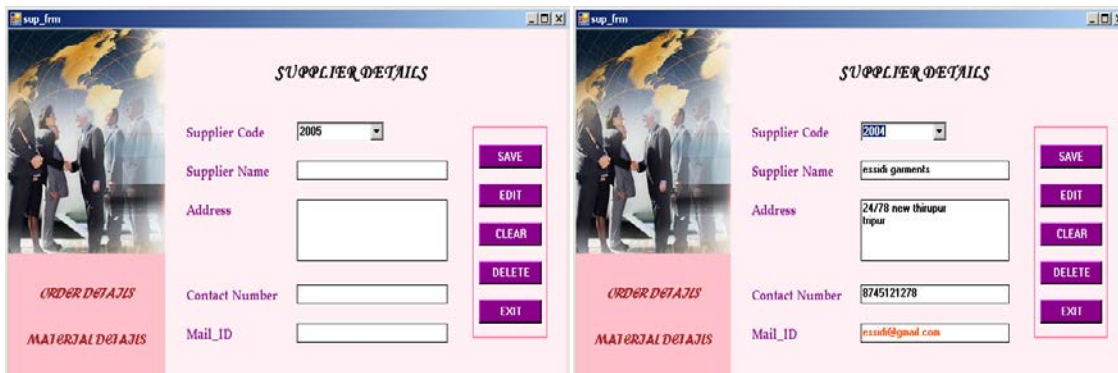 sup_frm
SUPPLIER DETAILS
Supplier Code 2005
Supplier Name
Address
Contact Number
Mail_ID
SAVE
EDIT
CLEAR
DELETE
EXIT
ORDER DETAILS
MATERIAL DETAILS
sup_frm
SUPPLIER DETAILS
Supplier Code 2004
Supplier Name essidi garments
Address 24/78 new thirupur
tripur
Contact Number 8745121278
Mail_ID essidi@gmail.com
SAVE
EDIT
CLEAR
DELETE
EXIT
ORDER DETAILS
MATERIAL DETAILS